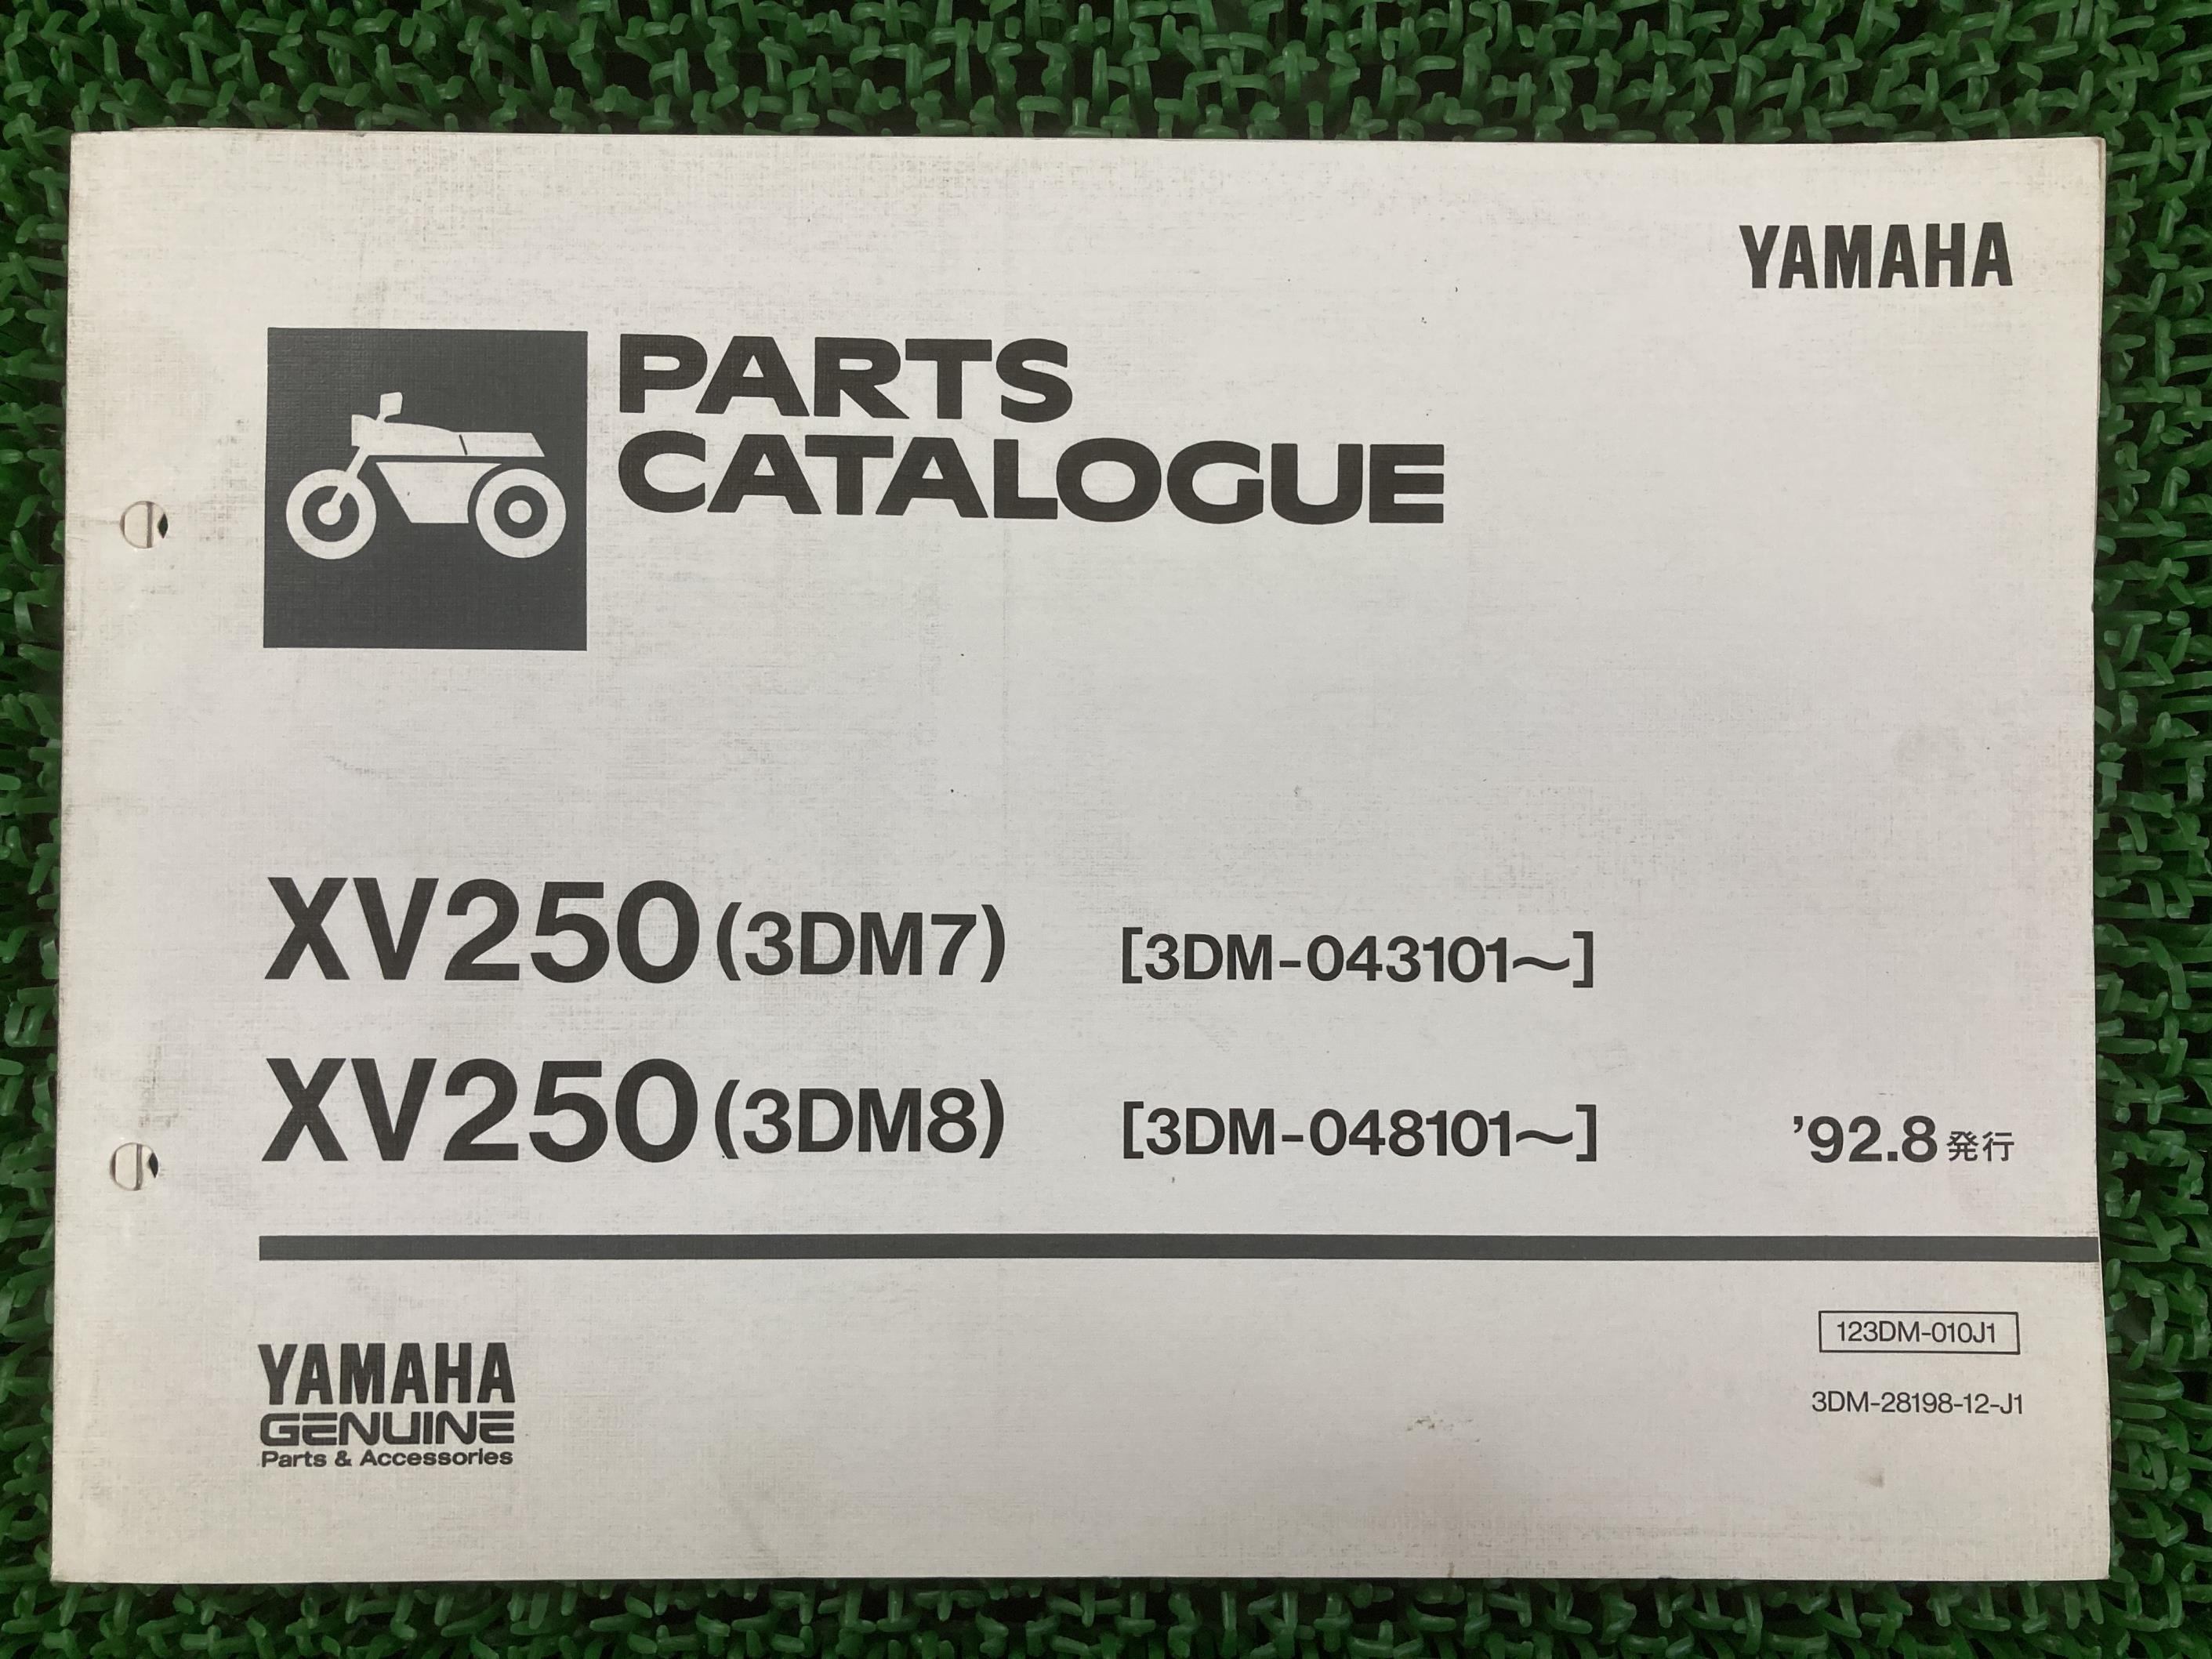 YAMAHA
PARTS
CATALOGUE
XV250(3DM7) [3DM-043101～]
XV250(3DM8) [3DM-048101～] '92.8発行
123DM-010J1
3DM-28198-12-J1
YAMAHA
GENUINE
Parts & Accessories